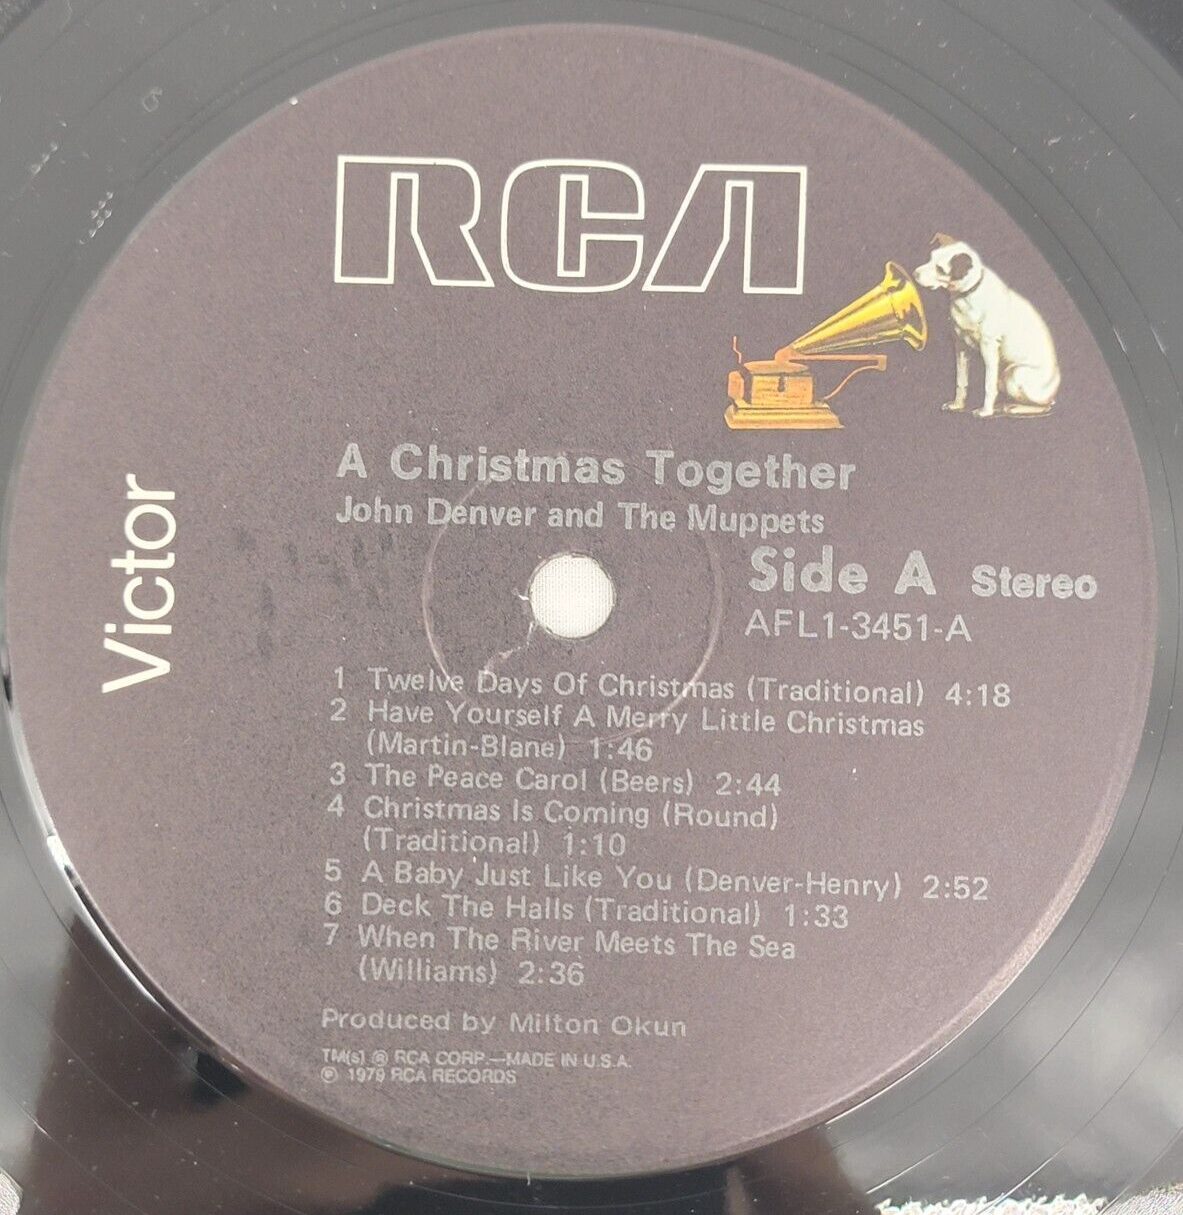 RCA
Victor
A Christmas Together
John Denver and The Muppets
Side A Stereo
AFL1-3451-A
1 Twelve Days Of Christmas (Traditional) 4:18
2 Have Yourself A Merry Little Christmas
(Martin-Blane) 1:46
3 The Peace Carol (Beers) 2:44
4 Christmas Is Coming (Round)
(Traditional) 1:10
5 A Baby Just Like You (Denver-Henry) 2:52
6 Deck The Halls (Traditional) 1:33
7 When The River Meets The Sea
(Williams) 2:36
Produced by Milton Okun
TM(s) ® RCA CORP.—MADE IN U.S.A.
℗ 1979 RCA RECORDS